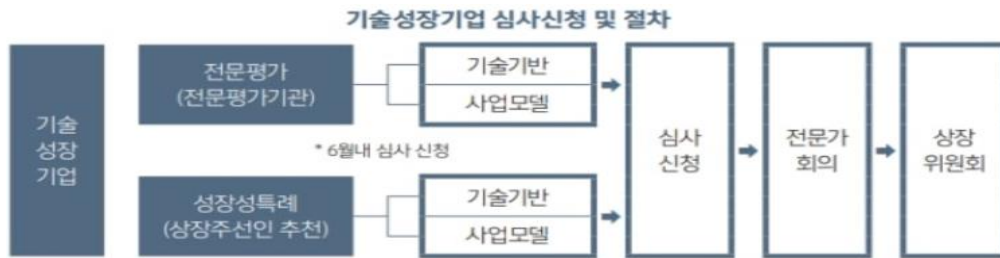 기술성장기업 심사신청 및 절차
기술
성장
기업
전문평가
(전문평가기관)
기술기반
사업모델
* 6월내 심사 신청
성장성특례
(상장주선인 추천)
기술기반
사업모델
심사
신청
전문가
회의
상장
위원회